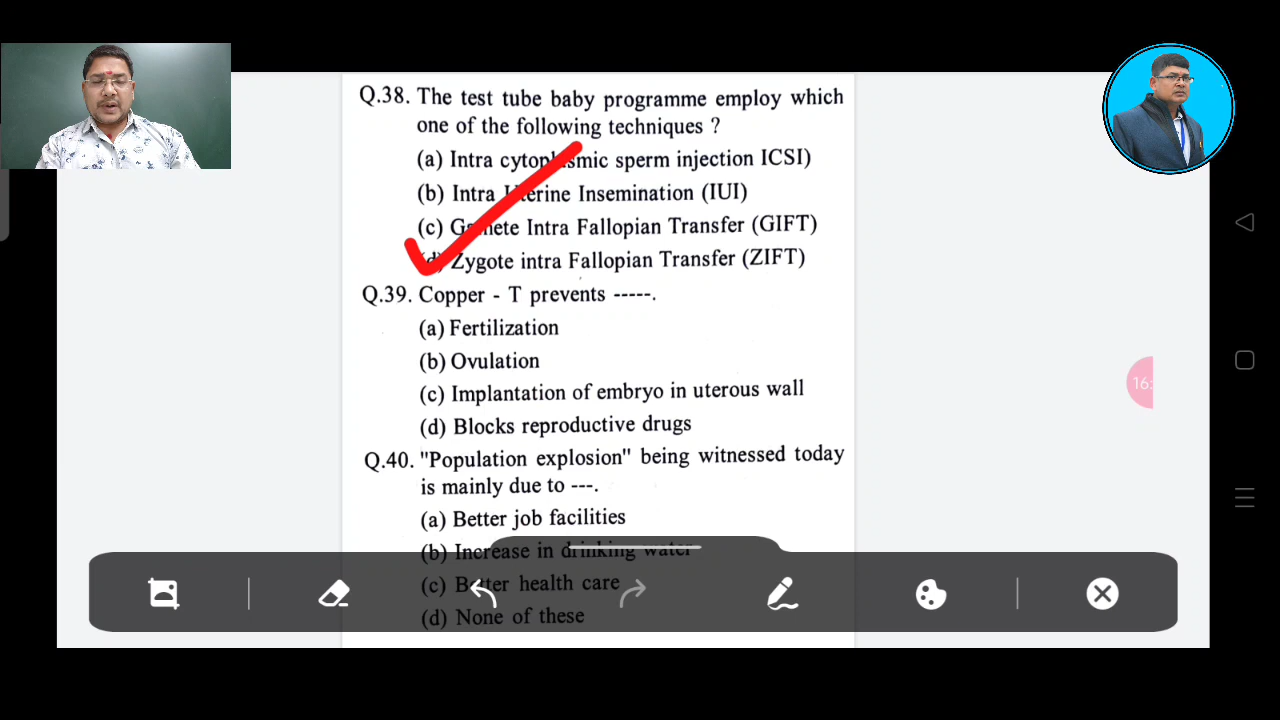 Q.38. The test tube baby programme employ which
one of the following techniques ?
(a) Intra cytoplasmic sperm injection ICSI)
(b) Intra Uterine Insemination (IUI)
(c) Gamete Intra Fallopian Transfer (GIFT)
(d) Zygote intra Fallopian Transfer (ZIFT)
Q.39. Copper - T prevents -----.
(a) Fertilization
(b) Ovulation
(c) Implantation of embryo in uterous wall
(d) Blocks reproductive drugs
16:
Q.40. "Population explosion" being witnessed today
is mainly due to ---.
(a) Better job facilities
(b) Increase in drinking water
(c) Better health care
(d) None of these